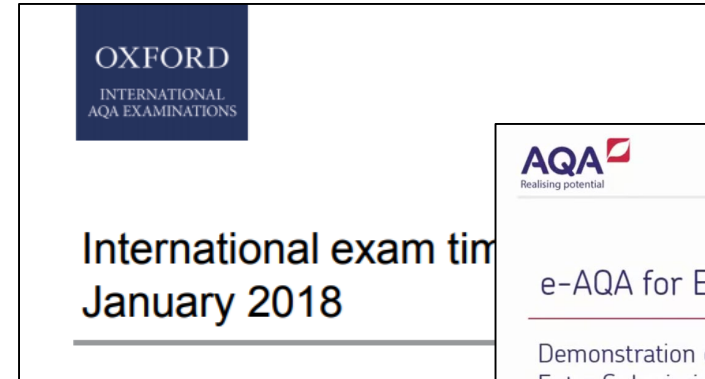 OXFORD
INTERNATIONAL
AQA EXAMINATIONS
International exam tim
January 2018
AQA
Realising potential
e-AQA for E
Demonstration